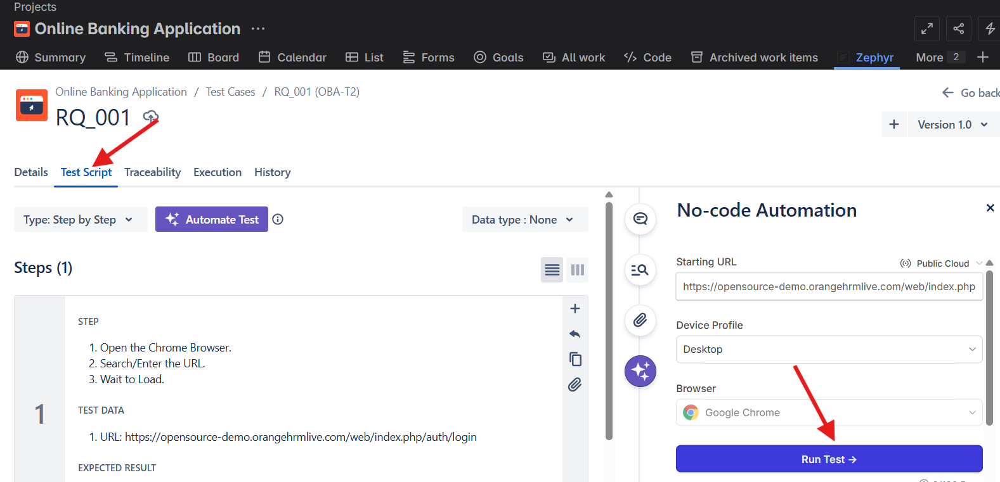 Projects
Online Banking Application ...
Summary Timeline Board Calendar List Forms Goals All work Code Archived work items Zephyr More 2
Online Banking Application / Test Cases / RQ_001 (OBA-T2)
Go back
RQ_001
Version 1.0
Details Test Script Traceability Execution History
Type: Step by Step
Automate Test
Data type : None
Steps (1)
1
STEP
1. Open the Chrome Browser.
2. Search/Enter the URL.
3. Wait to Load.
TEST DATA
1. URL: https://opensource-demo.orangehrmlive.com/web/index.php/auth/login
EXPECTED RESULT
No-code Automation
Starting URL
Public Cloud
https://opensource-demo.orangehrmlive.com/web/index.php
Device Profile
Desktop
Browser
Google Chrome
Run Test →